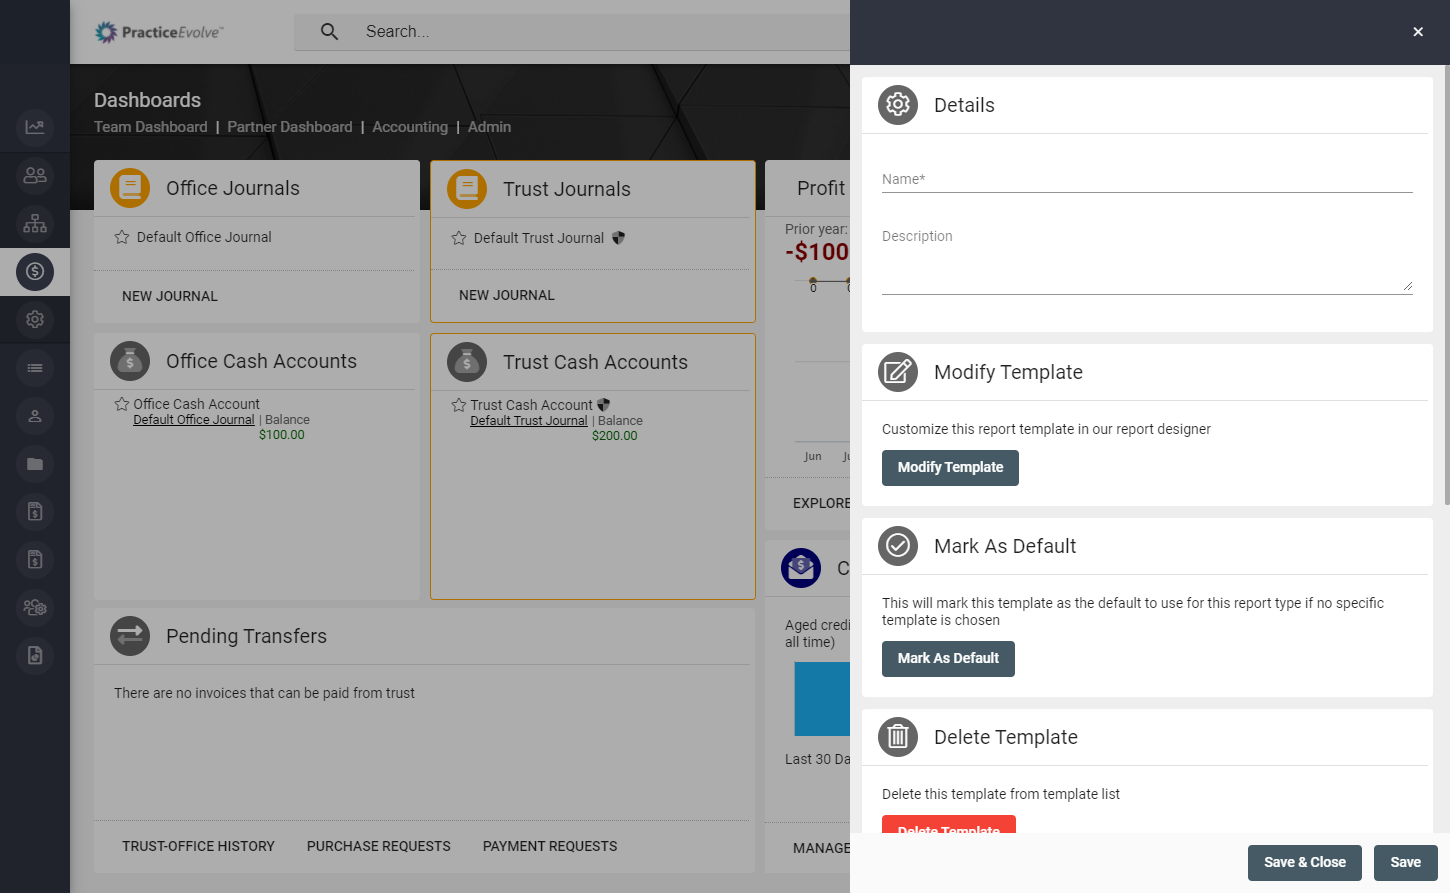 PracticeEvolve™
Search...
Dashboards
Team Dashboard | Partner Dashboard | Accounting | Admin
Office Journals
Default Office Journal
NEW JOURNAL
Trust Journals
Default Trust Journal
NEW JOURNAL
Profit
Prior year:
-$100
0
Jun
EXPLORE
Office Cash Accounts
Office Cash Account
Default Office Journal | Balance
$100.00
Trust Cash Accounts
Trust Cash Account
Default Trust Journal | Balance
$200.00
Pending Transfers
There are no invoices that can be paid from trust
TRUST-OFFICE HISTORY PURCHASE REQUESTS PAYMENT REQUESTS
C
Aged credi
all time)
Last 30 Da
MANAGE
Details
Name*
Description
Modify Template
Customize this report template in our report designer
Modify Template
Mark As Default
This will mark this template as the default to use for this report type if no specific
template is chosen
Mark As Default
Delete Template
Delete this template from template list
Delete Template
Save & Close Save